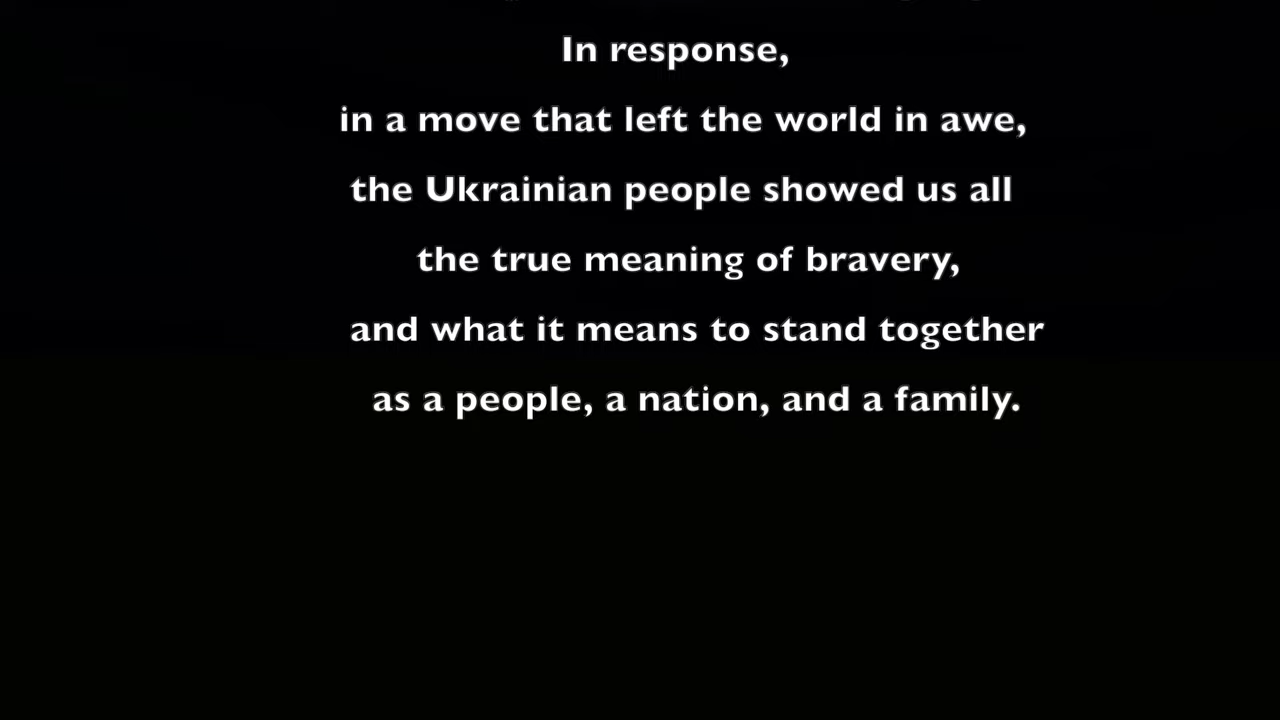 In response,
in a move that left the world in awe,
the Ukrainian people showed us all
the true meaning of bravery,
and what it means to stand together
as a people, a nation, and a family.